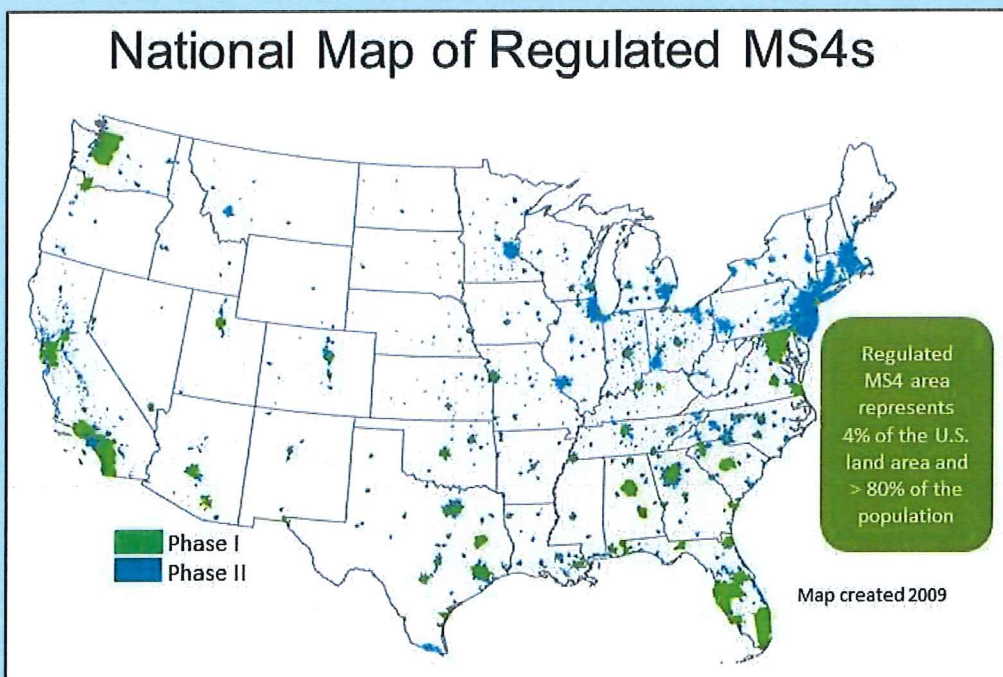 National Map of Regulated MS4s
Regulated
MS4 area
represents
4% of the U.S.
land area and
> 80% of the
population
Phase I
Phase II
Map created 2009